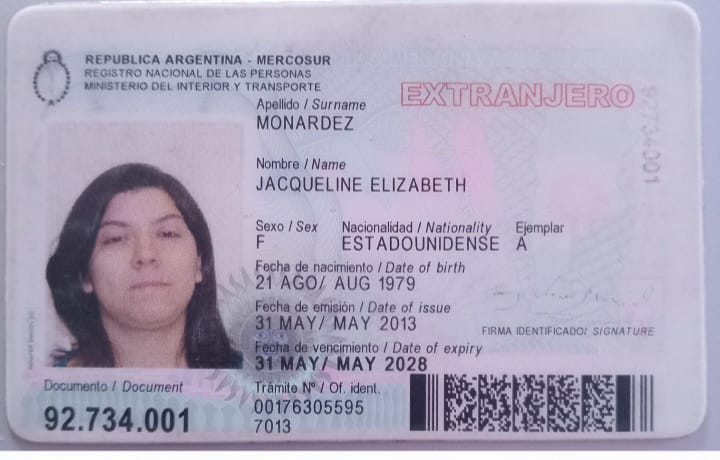 REPUBLICA ARGENTINA - MERCOSUR
REGISTRO NACIONAL DE LAS PERSONAS
MINISTERIO DEL INTERIOR Y TRANSPORTE
EXTRANJERO
Apellido / Surname
MONARDEZ
Nombre / Name
JACQUELINE ELIZABETH
Sexo / Sex Nacionalidad / Nationality Ejemplar
F ESTADOUNIDENSE A
Fecha de nacimiento / Date of birth
21 AGO/ AUG 1979
Fecha de emisión / Date of issue
31 MAY/ MAY 2013
FIRMA IDENTIFICADO/ SIGNATURE
Fecha de vencimiento / Date of expiry
31 MAY/ MAY 2028
Documento / Document
92.734.001
Trámite Nº / Of. ident.
00176305595
7013
92734001